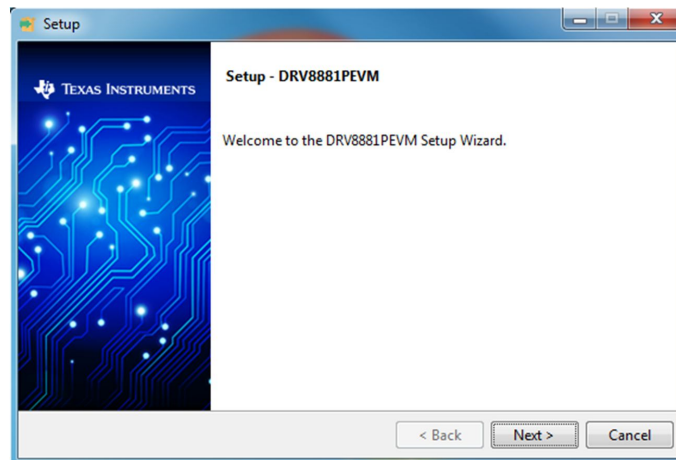 Setup
TEXAS INSTRUMENTS
Setup - DRV8881PEVM
Welcome to the DRV8881PEVM Setup Wizard.
< Back
Next >
Cancel